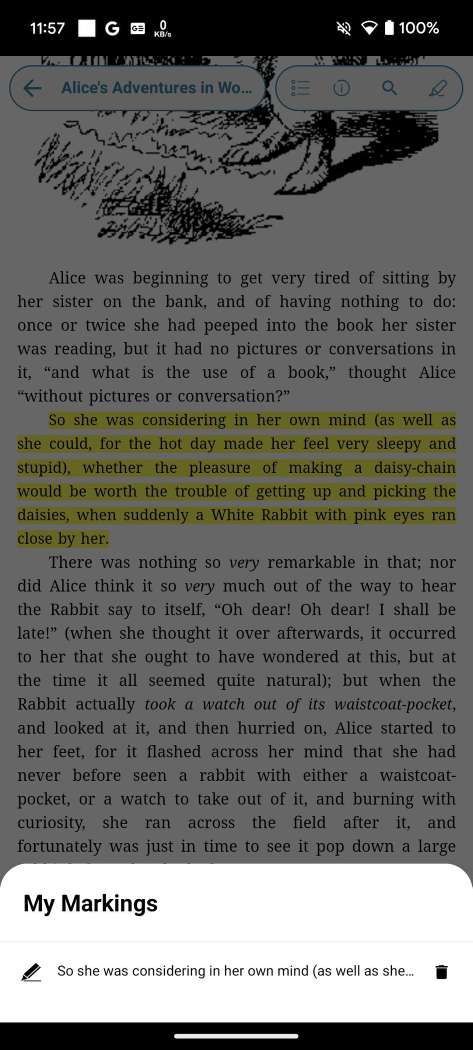 11:57 G GE 0 KB/s 100%
Alice's Adventures in Wo...
Alice was beginning to get very tired of sitting by
her sister on the bank, and of having nothing to do:
once or twice she had peeped into the book her sister
was reading, but it had no pictures or conversations in
it, “and what is the use of a book,” thought Alice
“without pictures or conversation?”
So she was considering in her own mind (as well as
she could, for the hot day made her feel very sleepy and
stupid), whether the pleasure of making a daisy-chain
would be worth the trouble of getting up and picking the
daisies, when suddenly a White Rabbit with pink eyes ran
close by her.
There was nothing so very remarkable in that; nor
did Alice think it so very much out of the way to hear
the Rabbit say to itself, “Oh dear! Oh dear! I shall be
late!” (when she thought it over afterwards, it occurred
to her that she ought to have wondered at this, but at
the time it all seemed quite natural); but when the
Rabbit actually took a watch out of its waistcoat-pocket,
and looked at it, and then hurried on, Alice started to
her feet, for it flashed across her mind that she had
never before seen a rabbit with either a waistcoat-
pocket, or a watch to take out of it, and burning with
curiosity, she ran across the field after it, and
fortunately was just in time to see it pop down a large
My Markings
So she was considering in her own mind (as well as she...